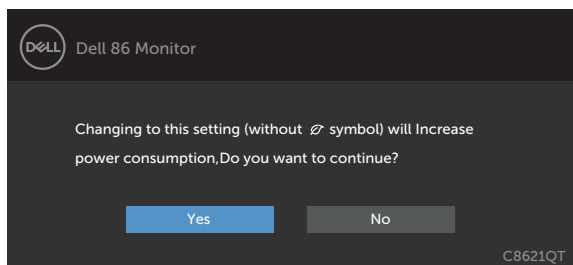 DELL
Dell 86 Monitor
Changing to this setting (without symbol) will Increase
power consumption,Do you want to continue?
Yes
No
C8621QT